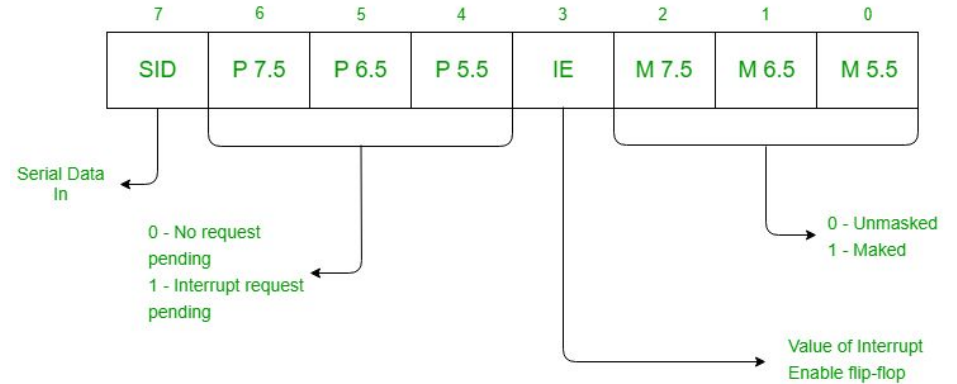 7 6 5 4 3 2 1 0
SID P 7.5 P 6.5 P 5.5 IE M 7.5 M 6.5 M 5.5
Serial Data
In
0 - No request
pending
1 - Interrupt request
pending
0 - Unmasked
1 - Maked
Value of Interrupt
Enable flip-flop